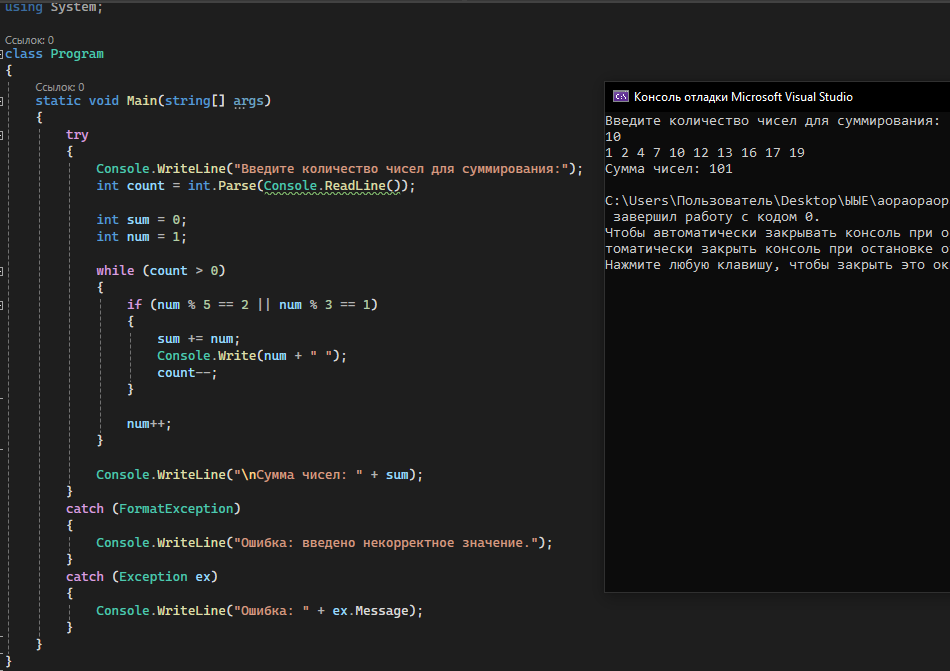 using System;
Ссылок: 0
class Program
{
Ссылок: 0
static void Main(string[] args)
{
try
{
Console.WriteLine("Введите количество чисел для суммирования:");
int count = int.Parse(Console.ReadLine());
int sum = 0;
int num = 1;
while (count > 0)
{
if (num % 5 == 2 || num % 3 == 1)
{
sum += num;
Console.Write(num + " ");
count--;
}
num++;
}
Console.WriteLine("\nСумма чисел: " + sum);
}
catch (FormatException)
{
Console.WriteLine("Ошибка: введено некорректное значение.");
}
catch (Exception ex)
{
Console.WriteLine("Ошибка: " + ex.Message);
}
}
}
Консоль отладки Microsoft Visual Studio
Введите количество чисел для суммирования:
10
1 2 4 7 10 12 13 16 17 19
Сумма чисел: 101
C:\Users\Пользователь\Desktop\ЫЫЕ\аораораор
завершил работу с кодом 0.
Чтобы автоматически закрывать консоль при о
томатически закрыть консоль при остановке о
Нажмите любую клавишу, чтобы закрыть это ок